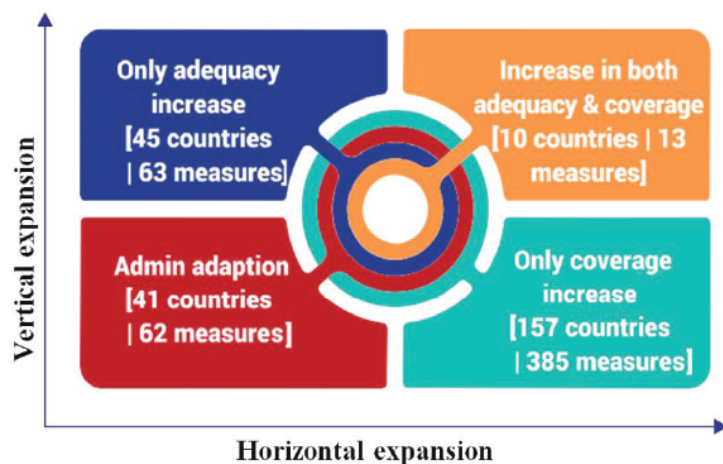 Vertical expansion
Only adequacy
increase
[45 countries
| 63 measures]
Increase in both
adequacy & coverage
[10 countries | 13
measures]
Admin adaption
[41 countries
| 62 measures]
Only coverage
increase
[157 countries
| 385 measures]
Horizontal expansion